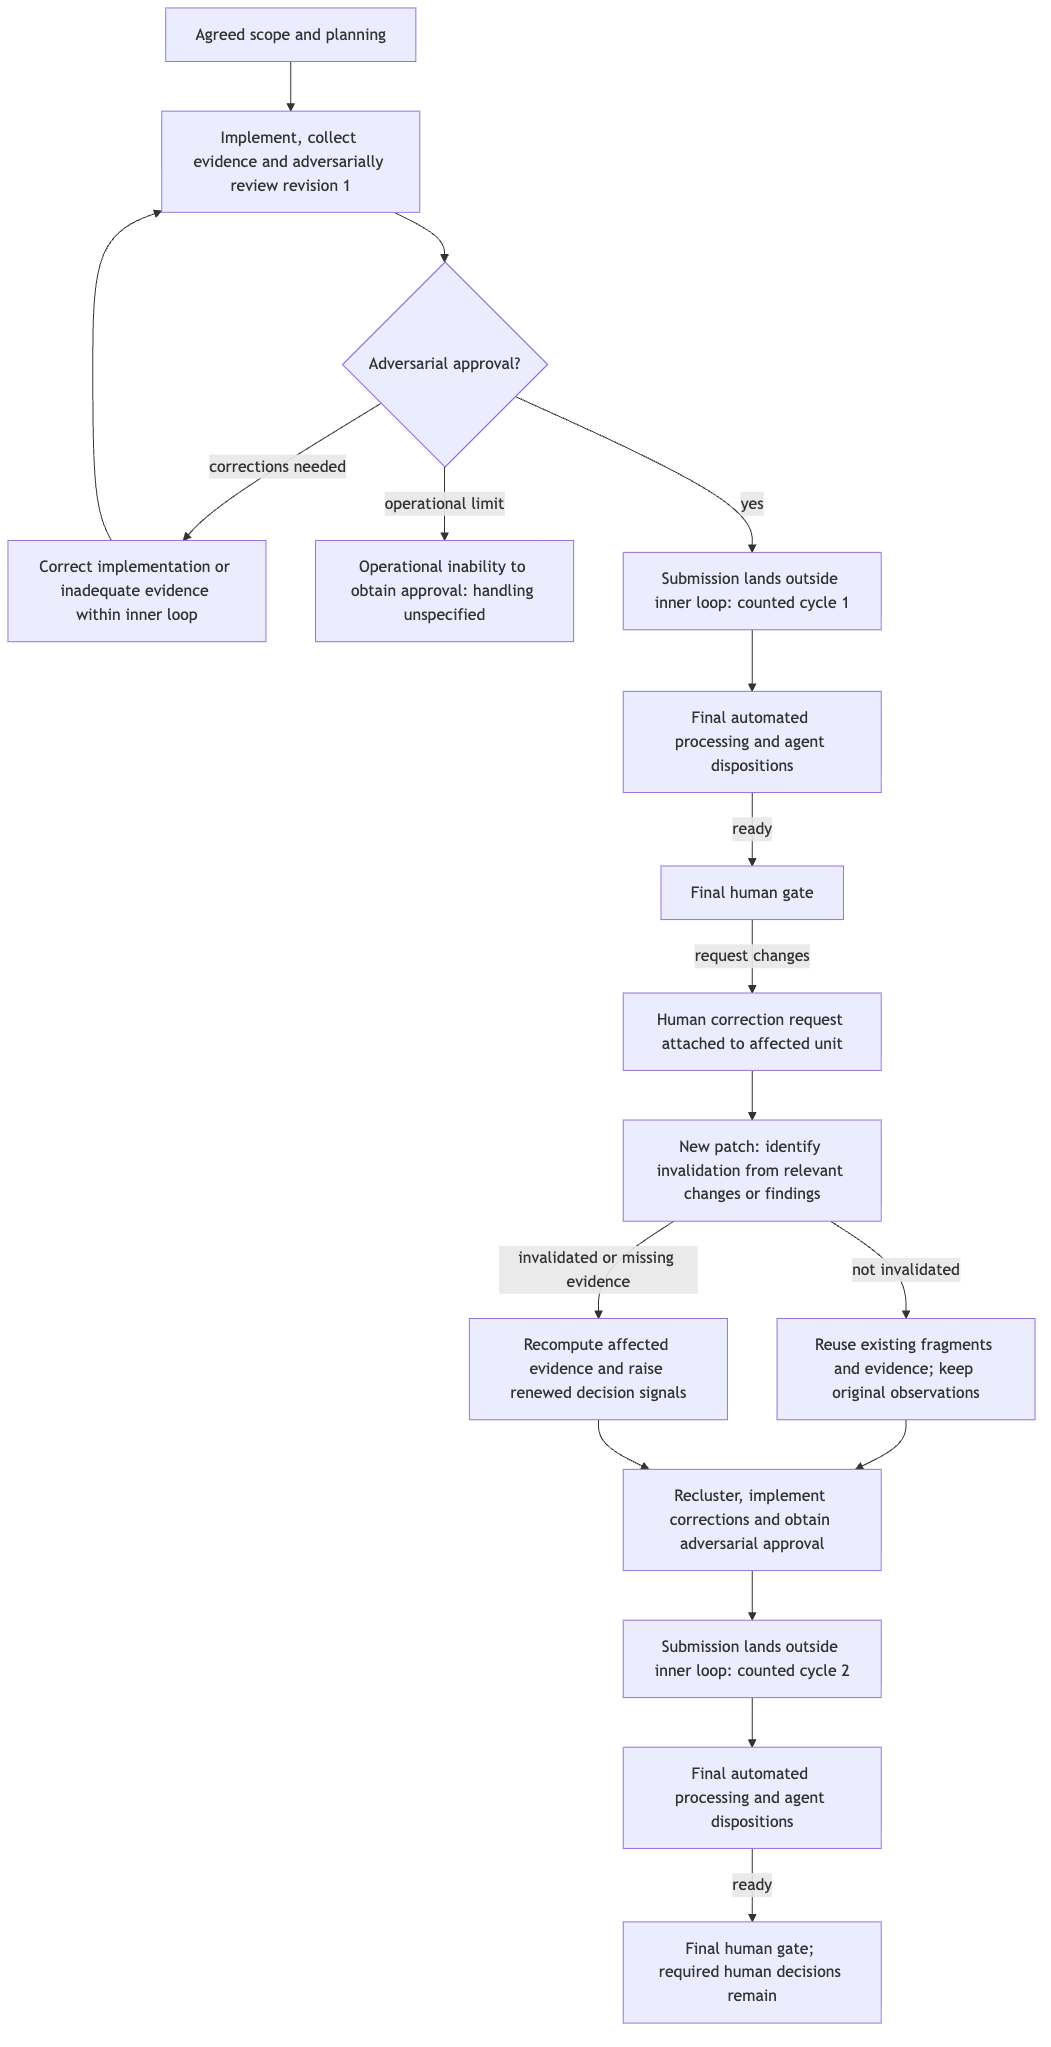 Agreed scope and planning
Implement, collect
evidence and adversarially
review revision 1
Adversarial approval?
corrections needed
operational limit
yes
Correct implementation or
inadequate evidence
within inner loop
Operational inability to
obtain approval: handling
unspecified
Submission lands outside
inner loop: counted cycle 1
Final automated
processing and agent
dispositions
ready
Final human gate
request changes
Human correction request
attached to affected unit
New patch: identify
invalidation from relevant
changes or findings
invalidated or missing
evidence
not invalidated
Recompute affected
evidence and raise
renewed decision signals
Reuse existing fragments
and evidence; keep
original observations
Recluster, implement
corrections and obtain
adversarial approval
Submission lands outside
inner loop: counted cycle 2
Final automated
processing and agent
dispositions
ready
Final human gate;
required human decisions
remain